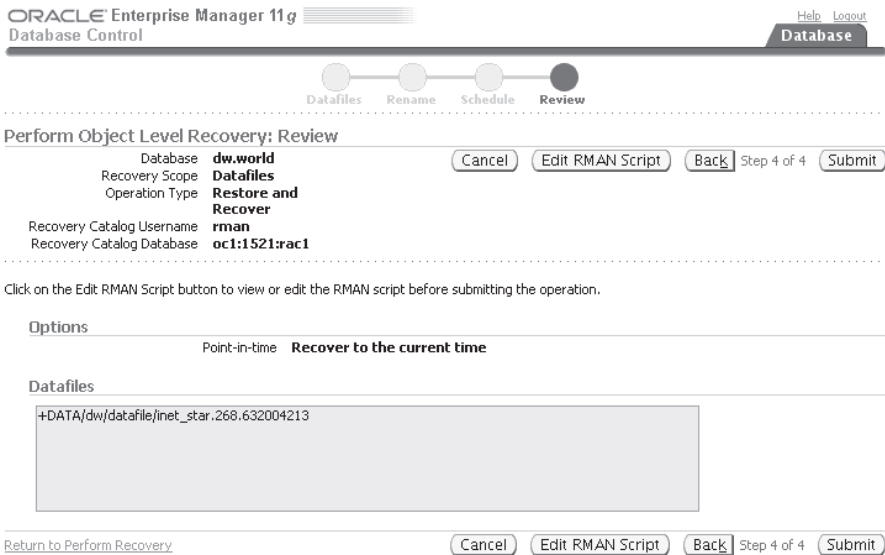 ORACLE Enterprise Manager 11g
Database Control
Help Logout
Database
Datafiles Rename Schedule Review
Perform Object Level Recovery: Review
Database dw.world
Recovery Scope Datafiles
Operation Type Restore and
Recover
Recovery Catalog Username rman
Recovery Catalog Database oc1:1521:rac1
Cancel Edit RMAN Script Back Step 4 of 4 Submit
Click on the Edit RMAN Script button to view or edit the RMAN script before submitting the operation.
Options
Point-in-time Recover to the current time
Datafiles
+DATA/dw/datafile/inet_star.268.632004213
Return to Perform Recovery
Cancel Edit RMAN Script Back Step 4 of 4 Submit